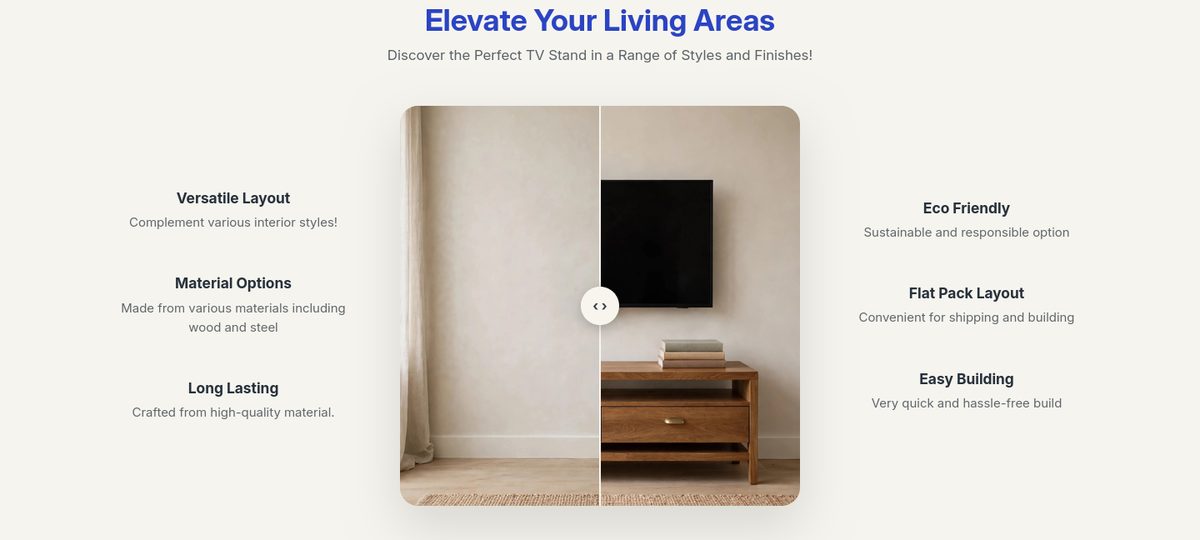 Elevate Your Living Areas
Discover the Perfect TV Stand in a Range of Styles and Finishes!
Versatile Layout
Complement various interior styles!
Material Options
Made from various materials including
wood and steel
Long Lasting
Crafted from high-quality material.
Eco Friendly
Sustainable and responsible option
Flat Pack Layout
Convenient for shipping and building
Easy Building
Very quick and hassle-free build